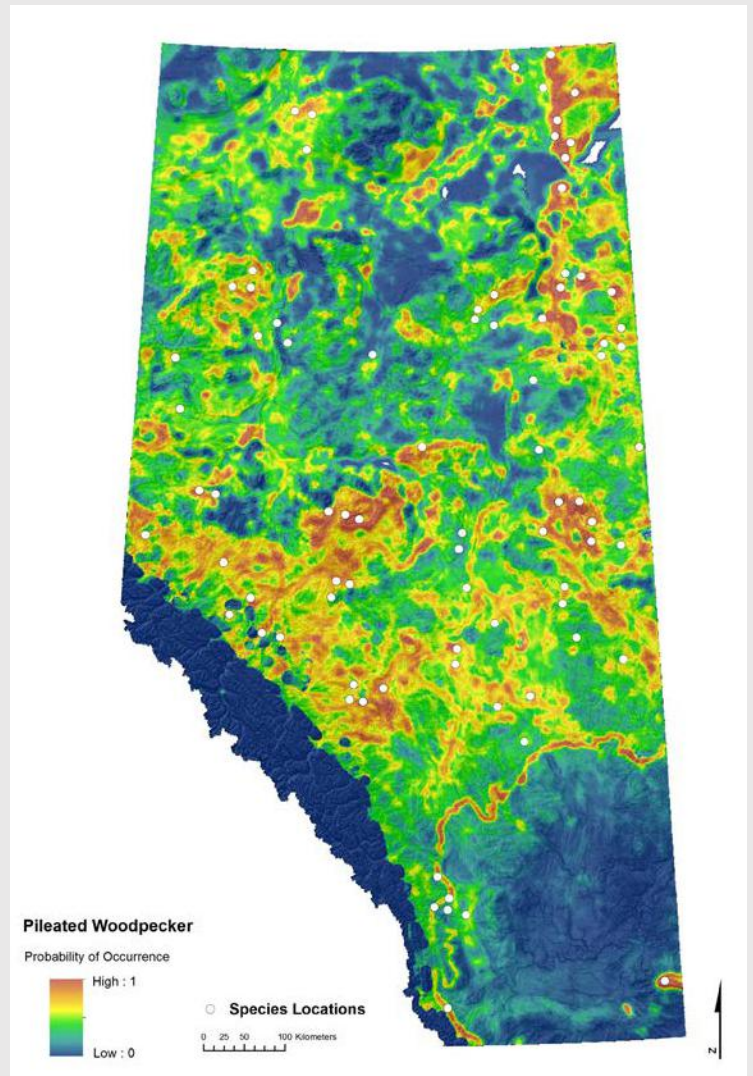 Pileated Woodpecker
Probability of Occurrence
High : 1
Low : 0
Species Locations
0 25 50 100 Kilometers
N